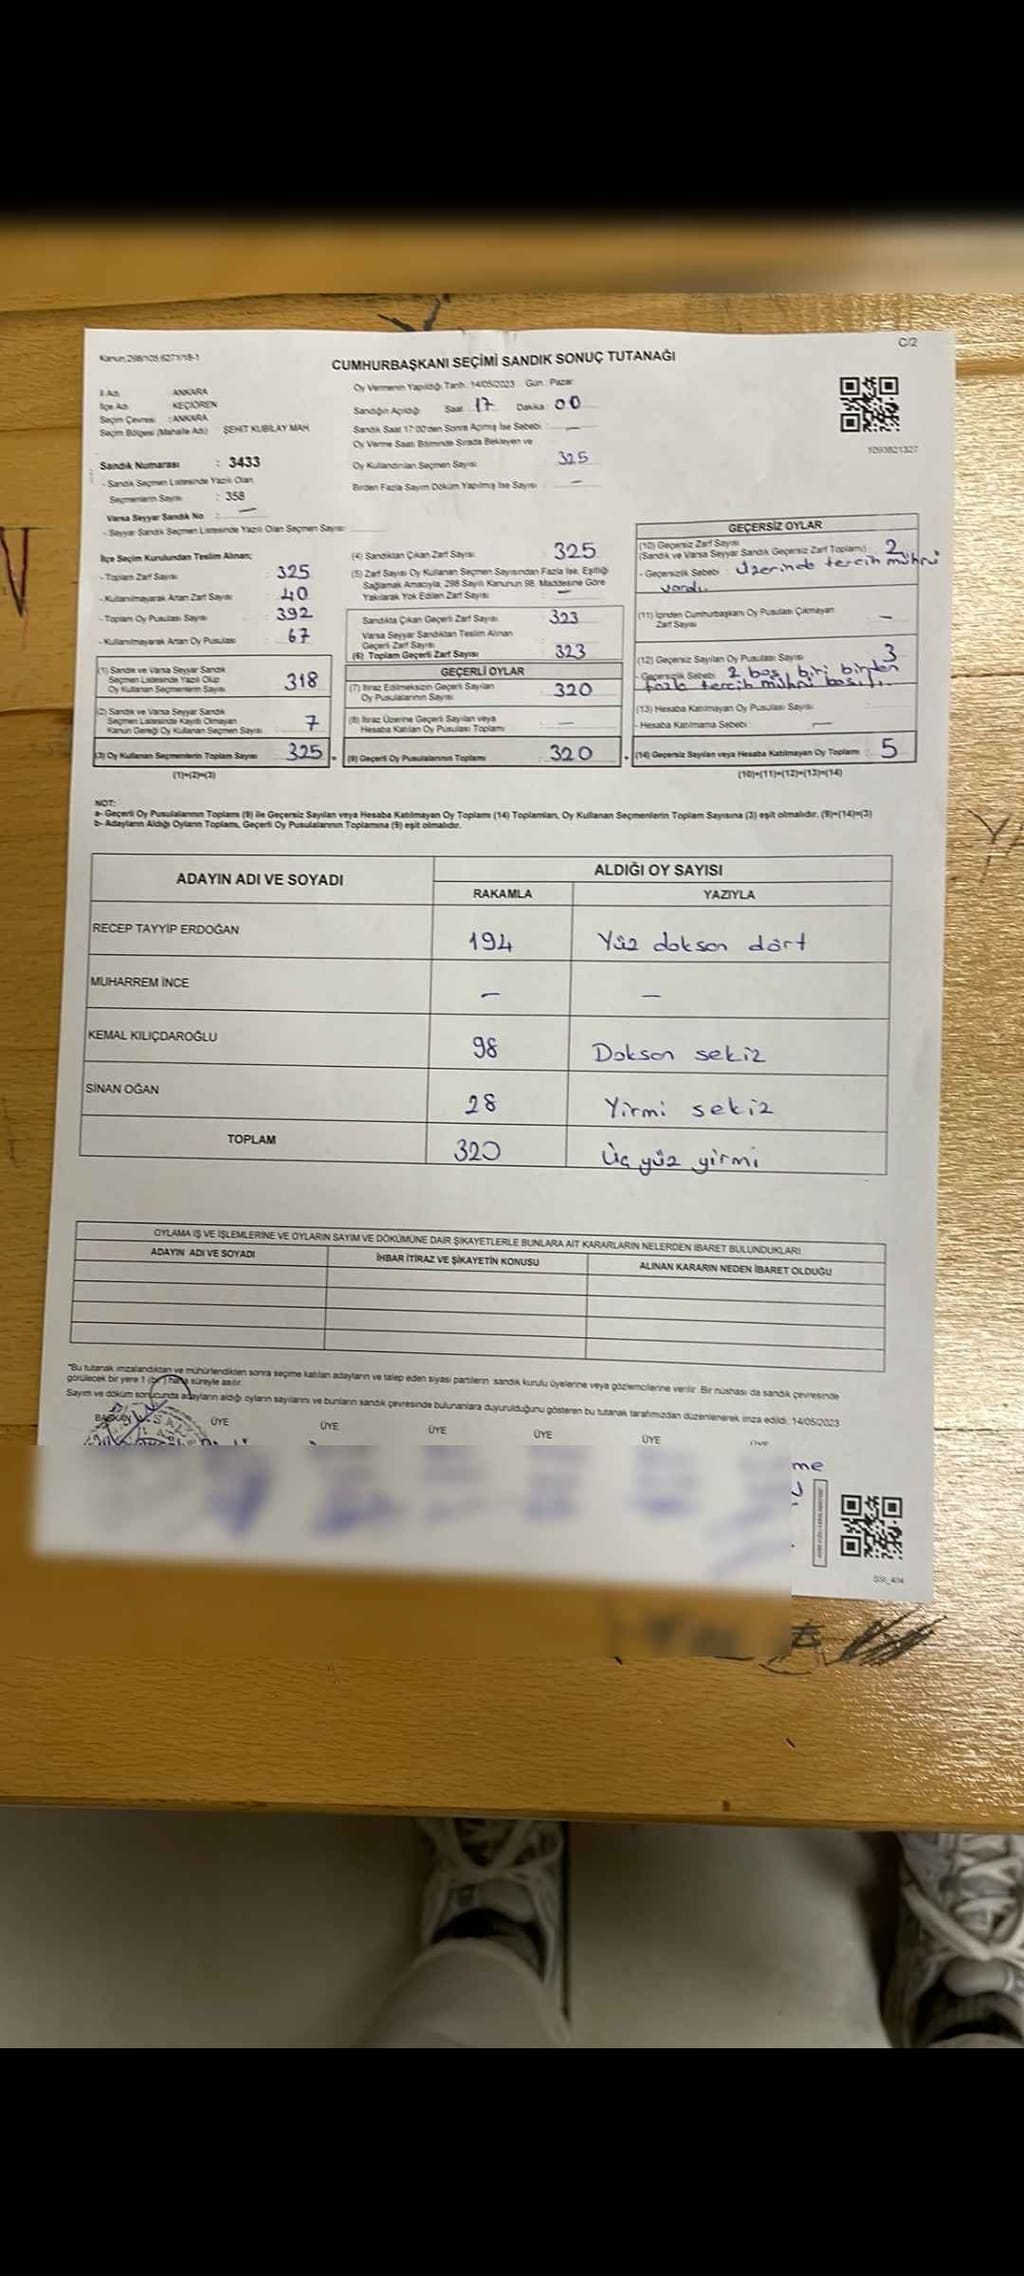 C/2
Kanun 298/105,6271/18-1
CUMHURBAŞKANI SEÇİMİ SANDIK SONUÇ TUTANAĞI
İl Adı : ANKARA
İlçe Adı : KEÇİÖREN
Seçim Çevresi : ANKARA
Seçim Bölgesi (Mahalle Adı) : ŞEHİT KUBİLAY MAH.
Sandık Numarası : 3433
- Sandık Seçmen Listesinde Yazılı Olan
Seçmenlerin Sayısı : 358
Varsa Seyyar Sandık No : —
- Seyyar Sandık Seçmen Listesinde Yazılı Olan Seçmen Sayısı:
Oy Vermenin Yapıldığı Tarih : 14/05/2023 Gün : Pazar
Sandığın Açıldığı Saat 17 Dakika : 00
Sandık Saat 17:00'den Sonra Açılmış İse Sebebi : —
Oy Verme Saati Bitiminde Sırada Bekleyen ve
Oy Kullandırılan Seçmen Sayısı : 325
Birden Fazla Sayım Döküm Yapılmış İse Sayısı : —
YD93821327
İlçe Seçim Kurulundan Teslim Alınan;
- Toplam Zarf Sayısı : 325
- Kullanılmayarak Artan Zarf Sayısı : 40
- Toplam Oy Pusulası Sayısı : 392
- Kullanılmayarak Artan Oy Pusulası : 67
(1) Sandık ve Varsa Seyyar Sandık
Seçmen Listesinde Yazılı Olup
Oy Kullanan Seçmenlerin Sayısı : 318
(2) Sandık ve Varsa Seyyar Sandık
Seçmen Listesinde Kaydı Olmayan
Kanun Gereği Oy Kullanan Seçmen Sayısı : 7
(3) Oy Kullanan Seçmenlerin Toplam Sayısı : 325
(1)+(2)=(3)
(4) Sandıktan Çıkan Zarf Sayısı : 325
(5) Zarf Sayısı Oy Kullanan Seçmen Sayısından Fazla İse, Eşitliği
Sağlamak Amacıyla, 298 Sayılı Kanunun 98. Maddesine Göre
Yakılarak Yok Edilen Zarf Sayısı : —
Sandıkta Çıkan Geçerli Zarf Sayısı : 323
Varsa Seyyar Sandıktan Teslim Alınan
Geçerli Zarf Sayısı :
(6) Toplam Geçerli Zarf Sayısı : 323
GEÇERLİ OYLAR
(7) İtiraz Edilmeksizin Geçerli Sayılan
Oy Pusulalarının Sayısı : 320
(8) İtiraz Üzerine Geçerli Sayılan veya
Hesaba Katılan Oy Pusulası Toplamı : —
(9) Geçerli Oy Pusulalarının Toplamı : 320
GEÇERSİZ OYLAR
(10) Geçersiz Zarf Sayısı
(Sandık ve Varsa Seyyar Sandık Geçersiz Zarf Toplamı) : 2
- Geçersizlik Sebebi : Üzerinde tercih mührü
vardı.
(11) İçinden Cumhurbaşkanı Oy Pusulası Çıkmayan
Zarf Sayısı : —
(12) Geçersiz Sayılan Oy Pusulası Sayısı : 3
- Geçersizlik Sebebi : 2 boş, biri birden
fazla tercih mührü
(13) Hesaba Katılmayan Oy Pusulası Sayısı :
- Hesaba Katılmama Sebebi : —
(14) Geçersiz Sayılan veya Hesaba Katılmayan Oy Toplamı : 5
(10)+(11)+(12)+(13)=(14)
NOT:
a- Geçerli Oy Pusulalarının Toplamı (9) ile Geçersiz Sayılan veya Hesaba Katılmayan Oy Toplamı (14) Toplamları, Oy Kullanan Seçmenlerin Toplam Sayısına (3) eşit olmalıdır. (9)+(14)=(3)
b- Adayların Aldığı Oyların Toplamı, Geçerli Oy Pusulalarının Toplamına (9) eşit olmalıdır.
ADAYIN ADI VE SOYADI
ALDIĞI OY SAYISI
RAKAMLA YAZIYLA
RECEP TAYYİP ERDOĞAN 194 Yüz doksan dört
MUHARREM İNCE — —
KEMAL KILIÇDAROĞLU 98 Doksan sekiz
SİNAN OĞAN 28 Yirmi sekiz
TOPLAM 320 Üç yüz yirmi
OYLAMA İŞ VE İŞLEMLERİNE VE OYLARIN SAYIM VE DÖKÜMÜNE DAİR ŞİKAYETLERLE BUNLARA AİT KARARLARIN NELERDEN İBARET BULUNDUKLARI
ADAYIN ADI VE SOYADI İHBAR İTİRAZ VE ŞİKAYETİN KONUSU ALINAN KARARIN NEDEN İBARET OLDUĞU
"Bu tutanak imzalandıktan ve mühürlendikten sonra seçime katılan adayların ve talep eden siyasi partilerin sandık kurulu üyelerine veya gözlemcilerine verilir. Bir nüshası da sandık çevresinde
görülecek bir yere 1 (bir) hafta süreyle asılır.
Sayım ve döküm sonucunda adayların aldığı oyların sayılarını ve bunların sandık çevresinde bulunanlara duyurulduğunu gösteren bu tutanak tarafımızdan düzenlenerek imza edildi. 14/05/2023
BAŞKAN ÜYE ÜYE ÜYE ÜYE ÜYE ÜYE
me